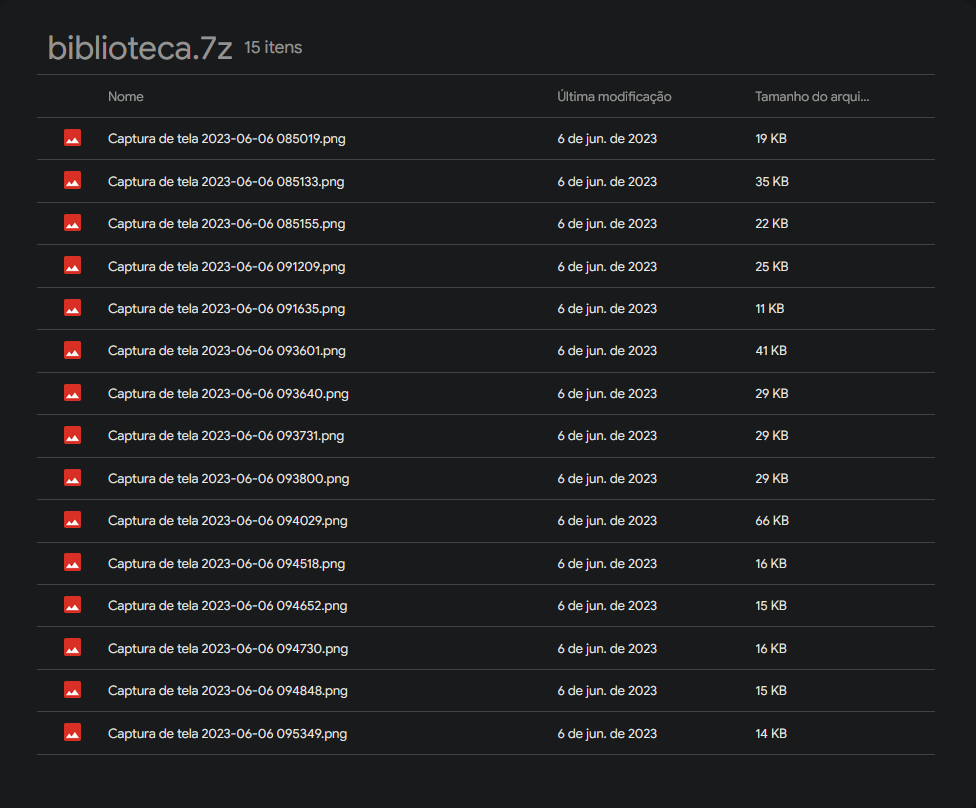 biblioteca.7z 15 itens
Nome Última modificação Tamanho do arqui...
Captura de tela 2023-06-06 085019.png 6 de jun. de 2023 19 KB
Captura de tela 2023-06-06 085133.png 6 de jun. de 2023 35 KB
Captura de tela 2023-06-06 085155.png 6 de jun. de 2023 22 KB
Captura de tela 2023-06-06 091209.png 6 de jun. de 2023 25 KB
Captura de tela 2023-06-06 091635.png 6 de jun. de 2023 11 KB
Captura de tela 2023-06-06 093601.png 6 de jun. de 2023 41 KB
Captura de tela 2023-06-06 093640.png 6 de jun. de 2023 29 KB
Captura de tela 2023-06-06 093731.png 6 de jun. de 2023 29 KB
Captura de tela 2023-06-06 093800.png 6 de jun. de 2023 29 KB
Captura de tela 2023-06-06 094029.png 6 de jun. de 2023 66 KB
Captura de tela 2023-06-06 094518.png 6 de jun. de 2023 16 KB
Captura de tela 2023-06-06 094652.png 6 de jun. de 2023 15 KB
Captura de tela 2023-06-06 094730.png 6 de jun. de 2023 16 KB
Captura de tela 2023-06-06 094848.png 6 de jun. de 2023 15 KB
Captura de tela 2023-06-06 095349.png 6 de jun. de 2023 14 KB